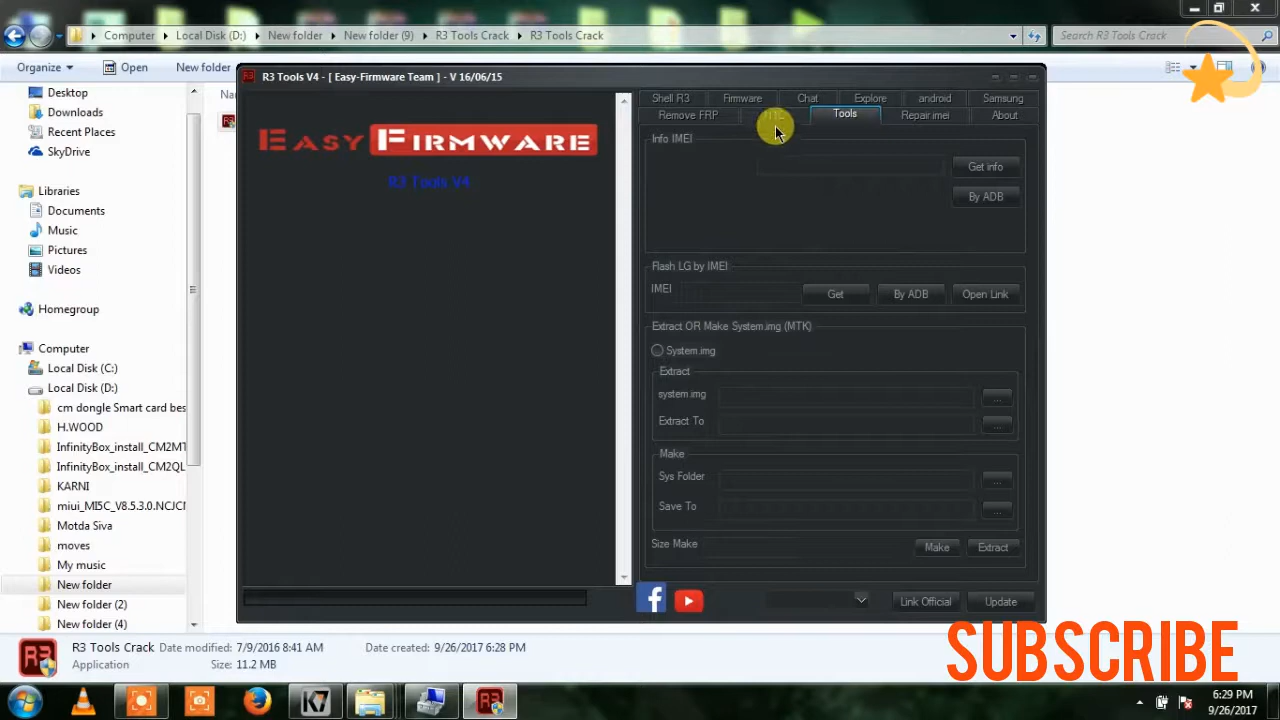 Computer Local Disk (D:) New folder New folder (9) R3 Tools Crack R3 Tools Crack
Search R3 Tools Crack
Organize Open New folder
Desktop
Downloads
Recent Places
SkyDrive
Libraries
Documents
Music
Pictures
Videos
Homegroup
Computer
Local Disk (C:)
Local Disk (D:)
cm dongle Smart card bes
H.WOOD
InfinityBox_install_CM2MT
InfinityBox_install_CM2QL
KARNI
miui_MI5C_V8.5.3.0.NCJCN
Motda Siva
moves
My music
New folder
New folder (2)
New folder (4)
Na
R3 Tools V4 - [ Easy-Firmware Team ] - V 16/06/15
EASY FIRMWARE
R3 Tools V4
Shell R3 Firmware Chat Explore android Samsung
Remove FRP Tools Repair imei About
Info IMEI
Get info
By ADB
Flash LG by IMEI
IMEI Get By ADB Open Link
Extract OR Make System.img (MTK)
System.img
Extract
system.img ...
Extract To ...
Make
Sys Folder ...
Save To ...
Size Make Make Extract
Link Official Update
R3 R3 Tools Crack Date modified: 7/9/2016 8:41 AM Date created: 9/26/2017 6:28 PM
Application Size: 11.2 MB
SUBSCRIBE
K7 R3
6:29 PM
9/26/2017